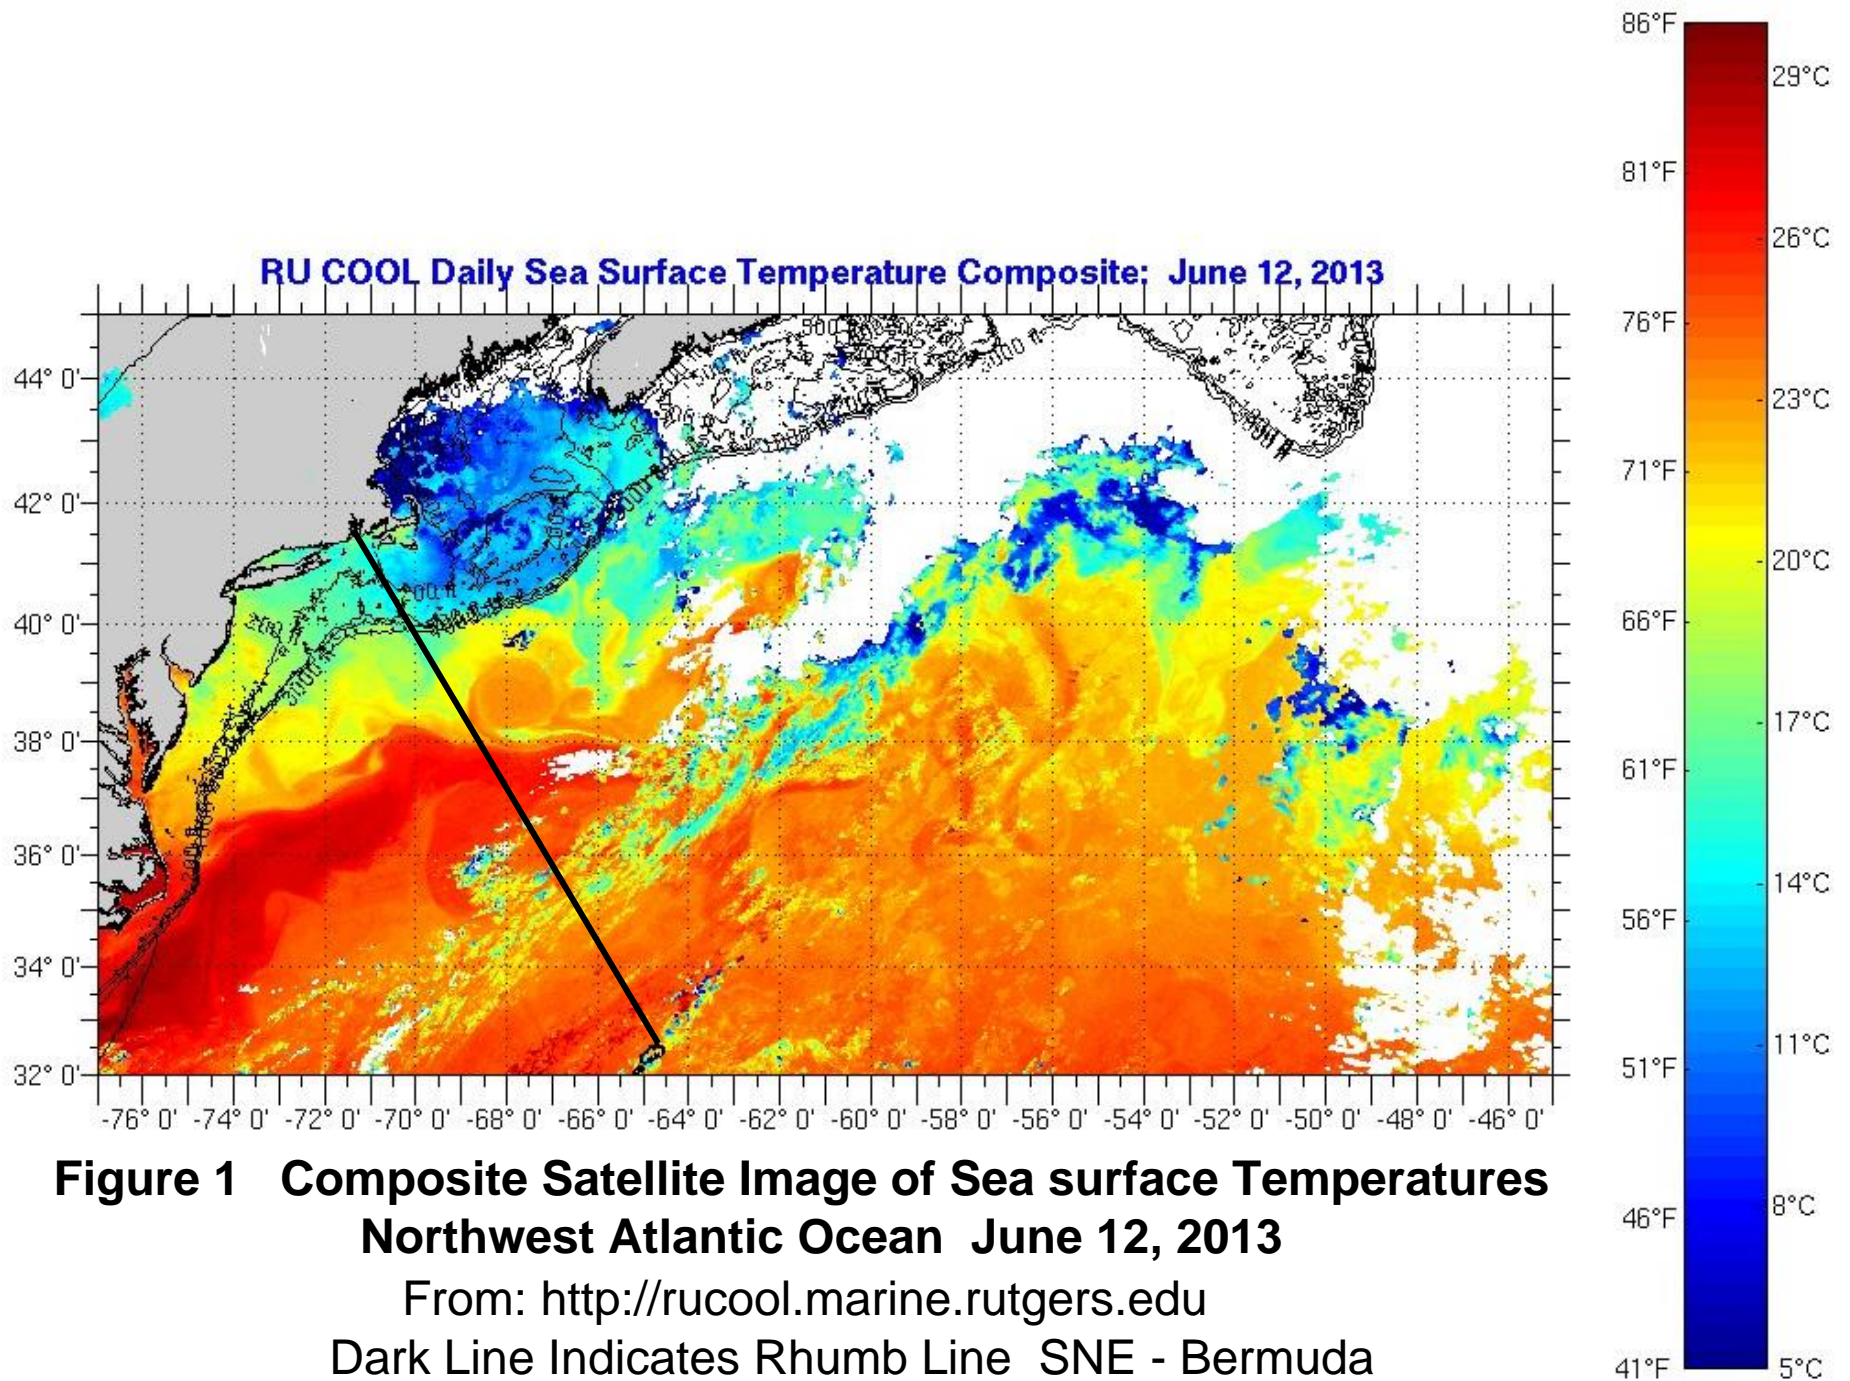 86°F
29°C
81°F
26°C
RU COOL Daily Sea Surface Temperature Composite: June 12, 2013
76°F
44° 0'
23°C
71°F
42° 0'
20°C
40° 0'
66°F
38° 0'
17°C
61°F
36° 0'
14°C
56°F
34° 0'
11°C
51°F
32° 0'
-76° 0' -74° 0' -72° 0' -70° 0' -68° 0' -66° 0' -64° 0' -62° 0' -60° 0' -58° 0' -56° 0' -54° 0' -52° 0' -50° 0' -48° 0' -46° 0'
Figure 1 Composite Satellite Image of Sea surface Temperatures
8°C
46°F
Northwest Atlantic Ocean June 12, 2013
From: http://rucool.marine.rutgers.edu
Dark Line Indicates Rhumb Line SNE - Bermuda
41°F
5°C